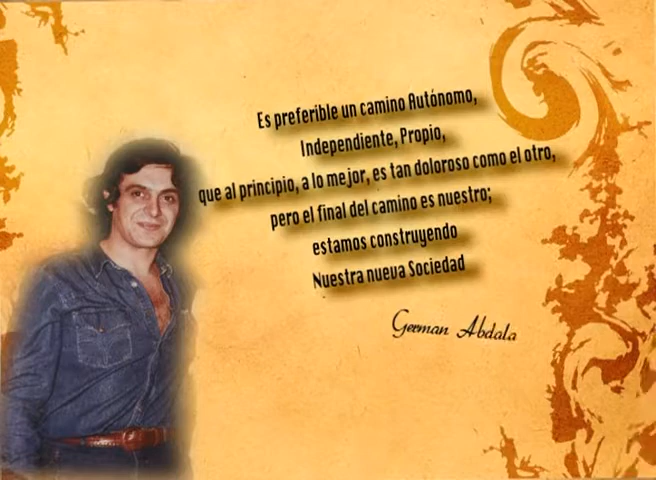 Es preferible un camino Autónomo,
Independiente, Propio,
que al principio, a lo mejor, es tan doloroso como el otro,
pero el final del camino es nuestro;
estamos construyendo
Nuestra nueva Sociedad
German Abdala